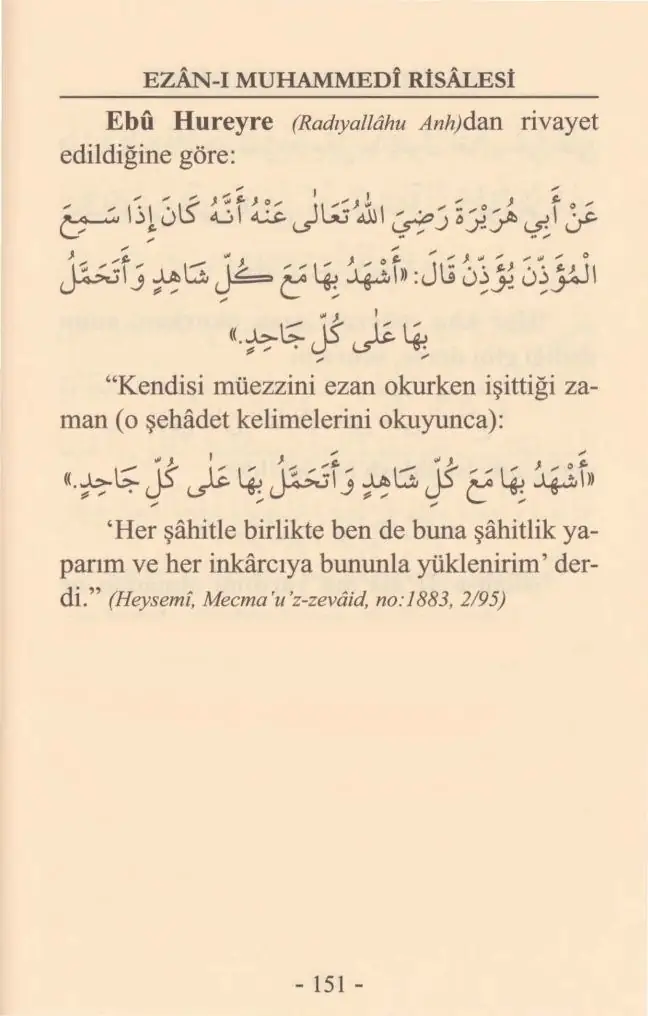 EZÂN-I MUHAMMEDÎ RİSÂLESİ
Ebû Hureyre (Radıyallâhu Anh)dan rivayet
edildiğine göre:
عَنْ أَبِي هُرَيْرَةَ رَضِيَ اللهُ تَعَالٰى عَنْهُ أَنَّهُ كَانَ إِذَا سَمِعَ
الْمُؤَذِّنَ يُؤَذِّنُ قَالَ: «أَشْهَدُ بِهَا مَعَ كُلِّ شَاهِدٍ وَأَتَحَمَّلُ
بِهَا عَلٰى كُلِّ جَاحِدٍ.»
“Kendisi müezzini ezan okurken işittiği za-
man (o şehâdet kelimelerini okuyunca):
«أَشْهَدُ بِهَا مَعَ كُلِّ شَاهِدٍ وَأَتَحَمَّلُ بِهَا عَلٰى كُلِّ جَاحِدٍ.»
‘Her şâhitle birlikte ben de buna şâhitlik ya-
parım ve her inkârcıya bununla yüklenirim’ der-
di.” (Heysemî, Mecma'u'z-zevâid, no:1883, 2/95)
- 151 -